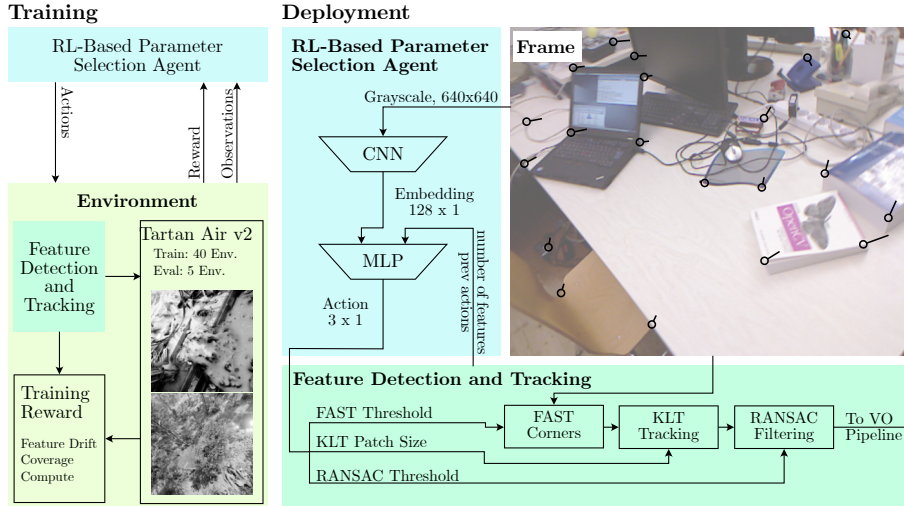 Training
RL-Based Parameter
Selection Agent
Actions
Reward
Observations
Environment
Feature
Detection
and
Tracking
Tartan Air v2
Train: 40 Env.
Eval: 5 Env.
Training
Reward
Feature Drift
Coverage
Compute
Deployment
RL-Based Parameter
Selection Agent
Grayscale, 640x640
CNN
Embedding
128 x 1
MLP
Action
3 x 1
number of features
prev actions
Frame
OpenCV
Feature Detection and Tracking
FAST Threshold
KLT Patch Size
RANSAC Threshold
FAST
Corners
KLT
Tracking
RANSAC
Filtering
To VO
Pipeline